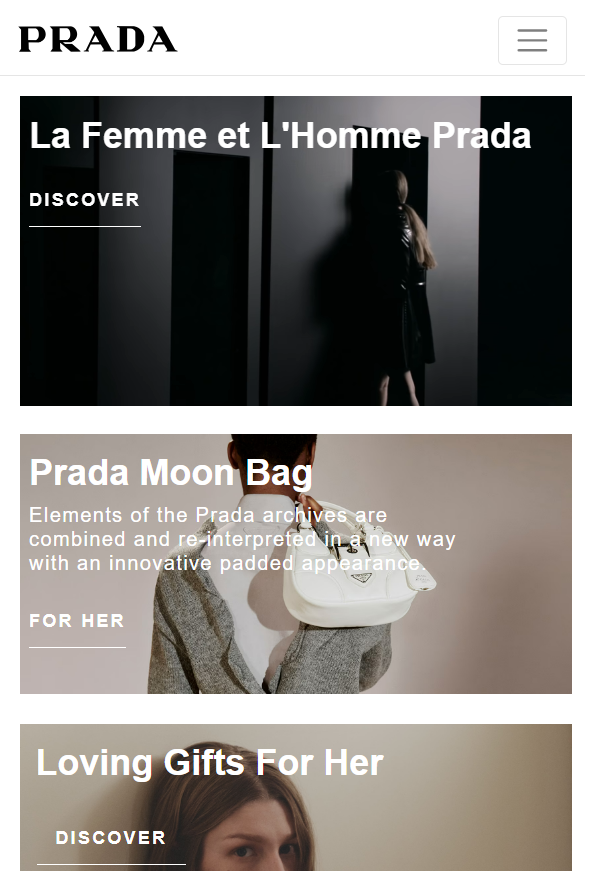 PRADA
La Femme et L'Homme Prada
DISCOVER
Prada Moon Bag
Elements of the Prada archives are
combined and re-interpreted in a new way
with an innovative padded appearance.
FOR HER
Loving Gifts For Her
DISCOVER